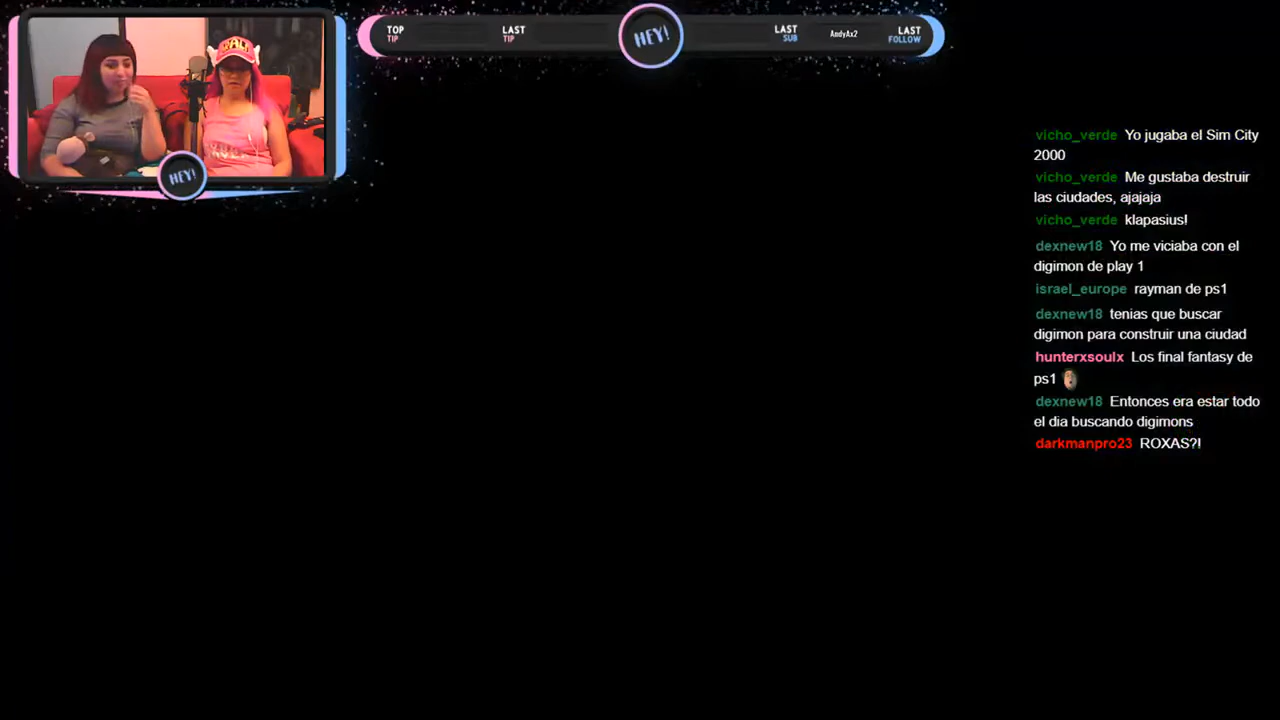 TOP
TIP
LAST
TIP
HEY!
LAST
SUB
AndyAx2
LAST
FOLLOW
HEY!
vicho_verde Yo jugaba el Sim City
2000
vicho_verde Me gustaba destruir
las ciudades, ajajaja
vicho_verde klapasius!
dexnew18 Yo me viciaba con el
digimon de play 1
israel_europe rayman de ps1
dexnew18 tenias que buscar
digimon para construir una ciudad
hunterxsoulx Los final fantasy de
ps1
dexnew18 Entonces era estar todo
el dia buscando digimons
darkmanpro23 ROXAS?!